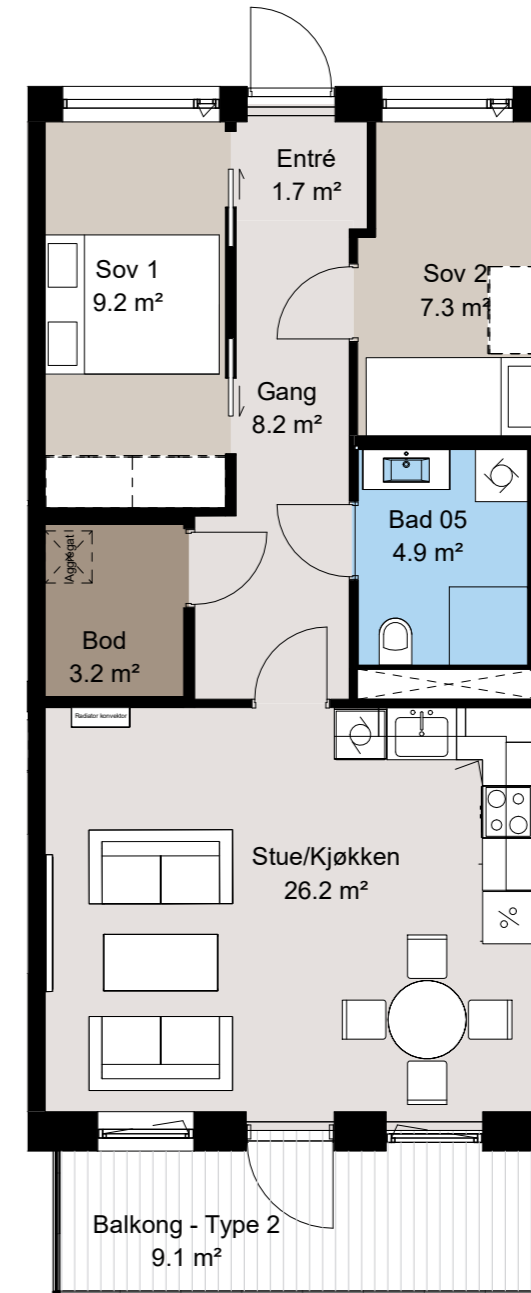 Entré
1.7 m²
Sov 1
9.2 m²
Sov 2
7.3 m²
Gang
8.2 m²
Bad 05
4.9 m²
Aggregat
Bod
3.2 m²
Radiator konvektor
Stue/Kjøkken
26.2 m²
%
Balkong - Type 2
9.1 m²